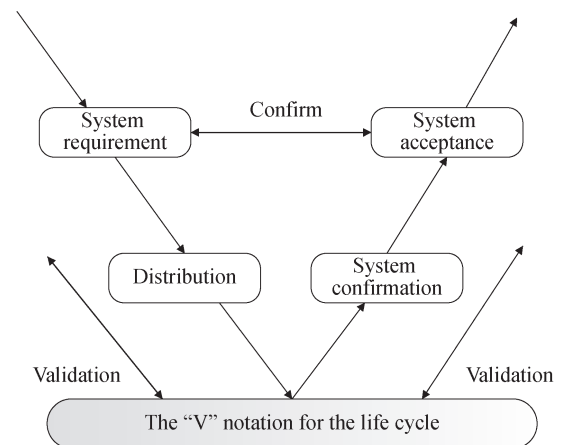 Confirm
System
requirement
System
acceptance
Distribution
System
confirmation
Validation
Validation
The “V” notation for the life cycle